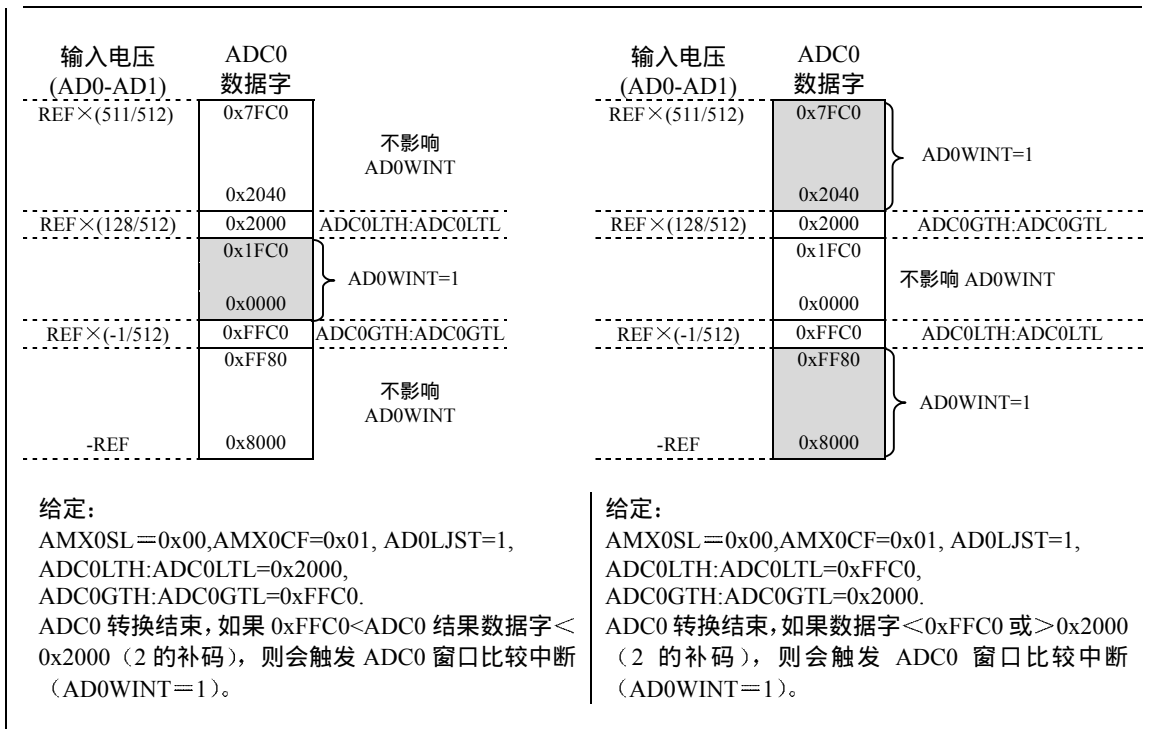 输入电压
(AD0-AD1)
ADC0
数据字
REF×(511/512)
0x7FC0
不影响
AD0WINT
0x2040
REF×(128/512)
0x2000
ADC0LTH:ADC0LTL
0x1FC0
AD0WINT=1
0x0000
REF×(-1/512)
0xFFC0
ADC0GTH:ADC0GTL
0xFF80
不影响
AD0WINT
-REF
0x8000
给定:
AMX0SL=0x00,AMX0CF=0x01, AD0LJST=1,
ADC0LTH:ADC0LTL=0x2000,
ADC0GTH:ADC0GTL=0xFFC0.
ADC0 转换结束，如果 0xFFC0<ADC0 结果数据字＜
0x2000（2 的补码），则会触发 ADC0 窗口比较中断
（AD0WINT=1）。
输入电压
(AD0-AD1)
ADC0
数据字
REF×(511/512)
0x7FC0
AD0WINT=1
0x2040
REF×(128/512)
0x2000
ADC0GTH:ADC0GTL
0x1FC0
不影响 AD0WINT
0x0000
REF×(-1/512)
0xFFC0
ADC0LTH:ADC0LTL
0xFF80
AD0WINT=1
-REF
0x8000
给定:
AMX0SL=0x00,AMX0CF=0x01, AD0LJST=1,
ADC0LTH:ADC0LTL=0xFFC0,
ADC0GTH:ADC0GTL=0x2000.
ADC0 转换结束，如果数据字＜0xFFC0 或＞0x2000
（2 的补码），则会触发 ADC0 窗口比较中断
（AD0WINT=1）。